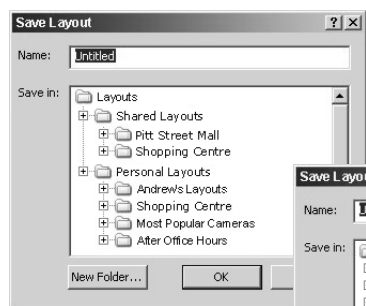 Save Layout
Name: Untitled
Save in:
Layouts
Shared Layouts
Pitt Street Mall
Shopping Centre
Personal Layouts
Andrew's Layouts
Shopping Centre
Most Popular Cameras
After Office Hours
New Folder... OK
Save Layou
Name:
Save in: